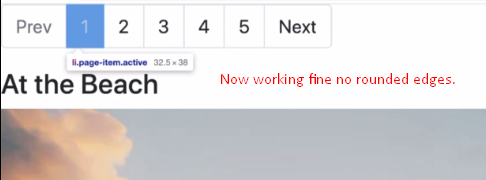 Prev 1 2 3 4 5 Next
li.page-item.active 32.5 × 38
At the Beach
Now working fine no rounded edges.